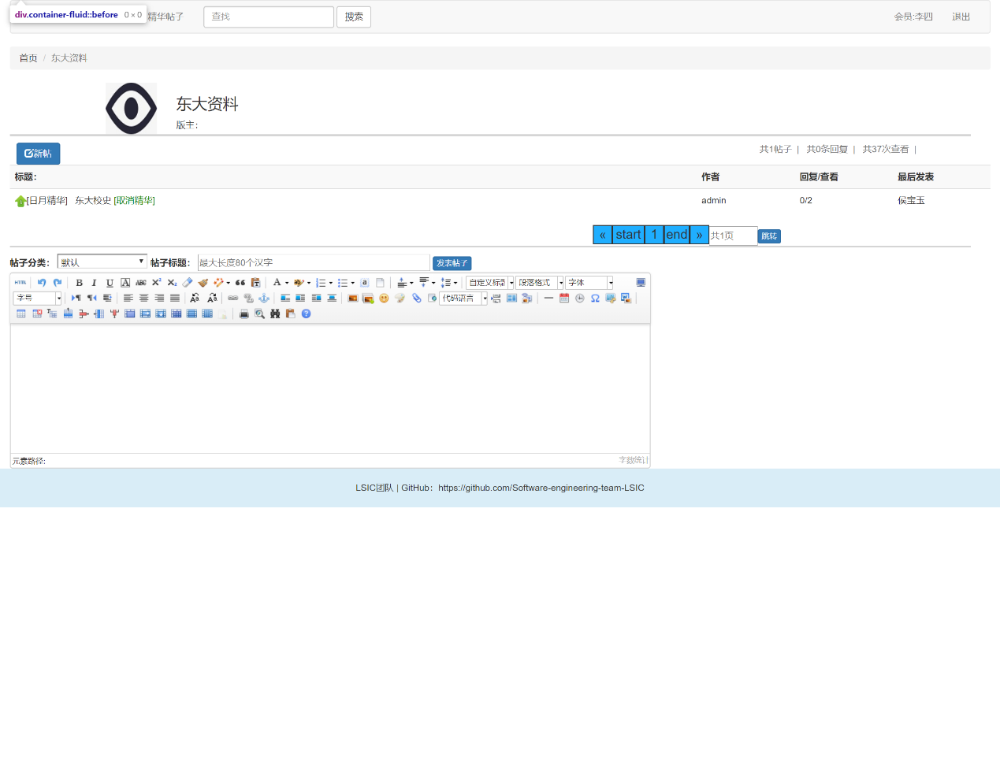 div.container-fluid::before 0 × 0 精华帖子 查找 搜索 会员:李四 退出
首页 / 东大资料
东大资料
版主:
新帖 共1帖子 | 共0条回复 | 共37次查看 |
标题: 作者 回复/查看 最后发表
[日月精华] 东大校史 [取消精华] admin 0/2 侯宝玉
« start 1 end » 共1页 跳转
帖子分类: 默认 帖子标题: 最大长度80个汉字 发表帖子
HTML B I U A ABC X² X₂ A ab a 自定义标题 段落格式 字体
字号 代码语言 Ω
元素路径: 字数统计
LSIC团队 | GitHub：https://github.com/Software-engineering-team-LSIC